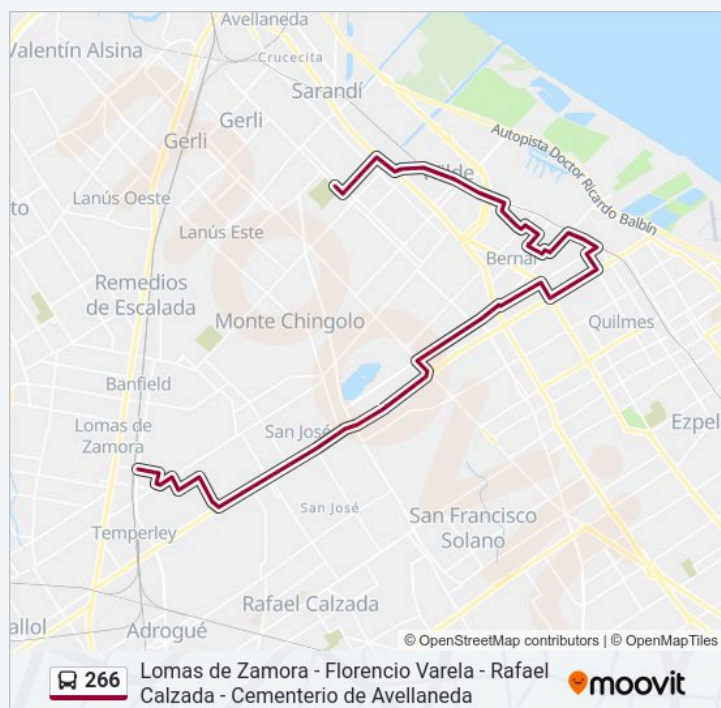 Avellaneda
Valentín Alsina
Crucecita
Sarandí
Gerli
Gerli
Autopista Doctor Ricardo Balbín
Wilde
Lanús Oeste
Lanús Este
Bernal
Remedios
de Escalada
Monte Chingolo
Quilmes
Banfield
Lomas de
Zamora
San José
Ezpel
San José
San Francisco
Solano
Temperley
Rafael Calzada
Adrogué
© OpenStreetMap contributors | © OpenMapTiles
266
Lomas de Zamora - Florencio Varela - Rafael
Calzada - Cementerio de Avellaneda
moovit